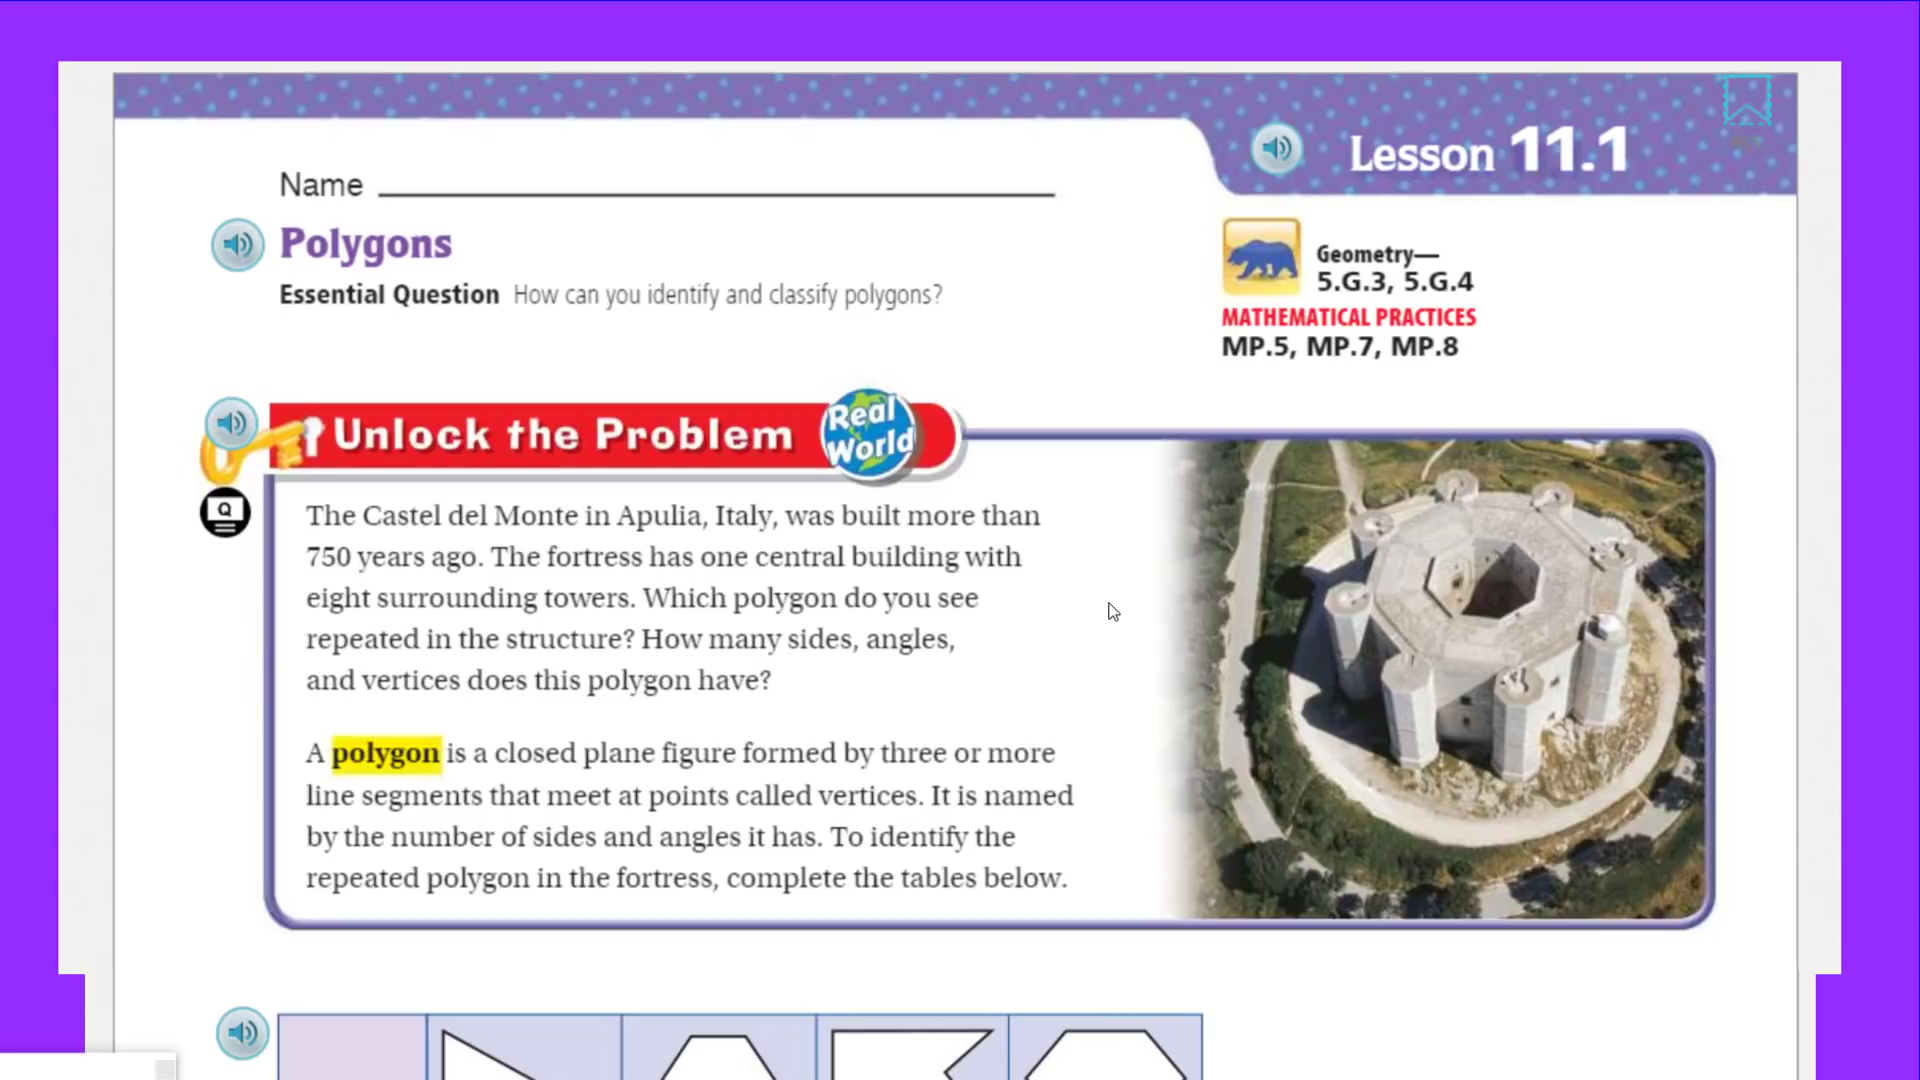 Lesson 11.1
Name
Polygons
Essential Question How can you identify and classify polygons?
Geometry—
5.G.3, 5.G.4
MATHEMATICAL PRACTICES
MP.5, MP.7, MP.8
Unlock the Problem
Real
World
Q
The Castel del Monte in Apulia, Italy, was built more than
750 years ago. The fortress has one central building with
eight surrounding towers. Which polygon do you see
repeated in the structure? How many sides, angles,
and vertices does this polygon have?
A polygon is a closed plane figure formed by three or more
line segments that meet at points called vertices. It is named
by the number of sides and angles it has. To identify the
repeated polygon in the fortress, complete the tables below.